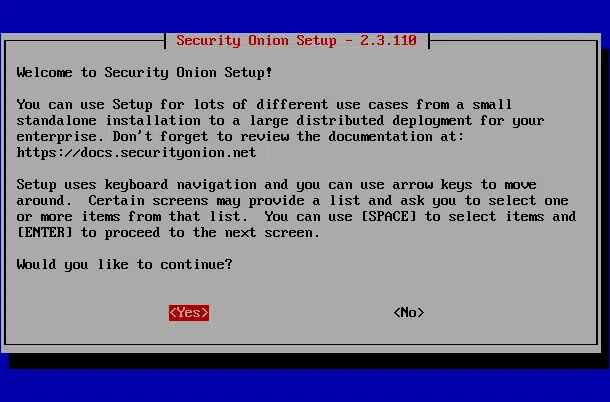 Security Onion Setup - 2.3.110
Welcome to Security Onion Setup!
You can use Setup for lots of different use cases from a small
standalone installation to a large distributed deployment for your
enterprise. Don't forget to review the documentation at:
https://docs.securityonion.net
Setup uses keyboard navigation and you can use arrow keys to move
around.  Certain screens may provide a list and ask you to select one
or more items from that list.  You can use [SPACE] to select items and
[ENTER] to proceed to the next screen.
Would you like to continue?
<Yes> <No>